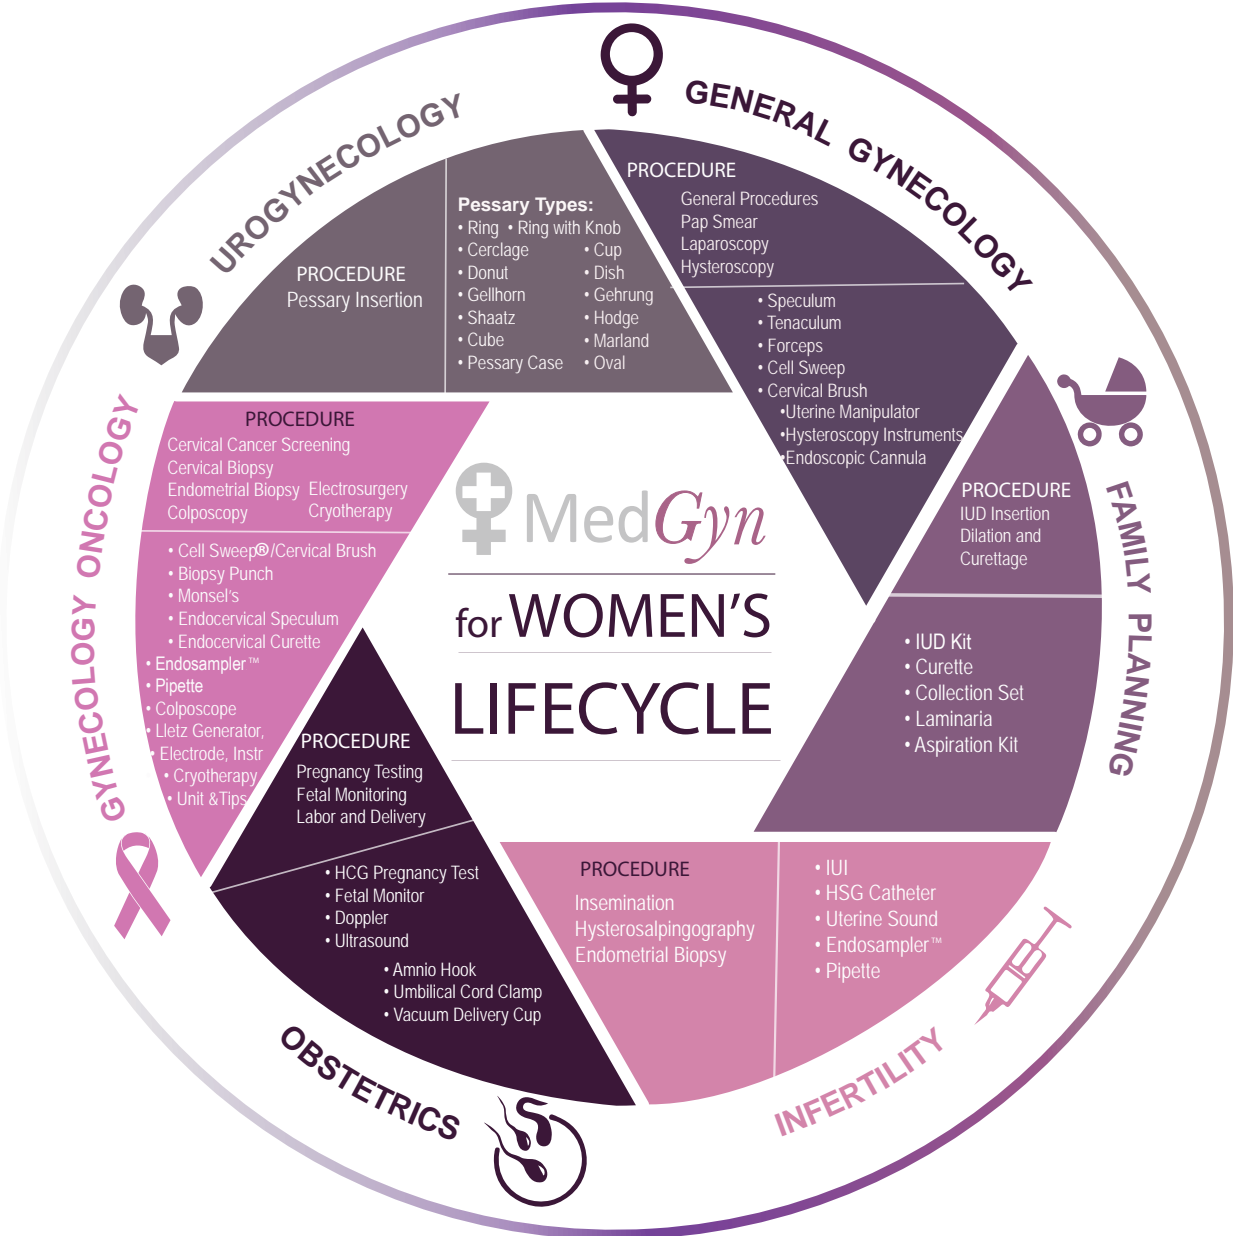 GENERAL GYNECOLOGY
PROCEDURE
General Procedures
Pap Smear
Laparoscopy
Hysteroscopy
• Speculum
• Tenaculum
• Forceps
• Cell Sweep
• Cervical Brush
•Uterine Manipulator
•Hysteroscopy Instruments
•Endoscopic Cannula
FAMILY PLANNING
PROCEDURE
IUD Insertion
Dilation and
Curettage
• IUD Kit
• Curette
• Collection Set
• Laminaria
• Aspiration Kit
INFERTILITY
PROCEDURE
Insemination
Hysterosalpingography
Endometrial Biopsy
• IUI
• HSG Catheter
• Uterine Sound
• Endosampler™
• Pipette
OBSTETRICS
PROCEDURE
Pregnancy Testing
Fetal Monitoring
Labor and Delivery
• HCG Pregnancy Test
• Fetal Monitor
• Doppler
• Ultrasound
• Amnio Hook
• Umbilical Cord Clamp
• Vacuum Delivery Cup
GYNECOLOGY ONCOLOGY
PROCEDURE
Cervical Cancer Screening
Cervical Biopsy
Endometrial Biopsy Electrosurgery
Colposcopy Cryotherapy
• Cell Sweep®/Cervical Brush
• Biopsy Punch
• Monsel's
• Endocervical Speculum
• Endocervical Curette
• Endosampler™
• Pipette
• Colposcope
• Lletz Generator,
• Electrode, Instr
• Cryotherapy
• Unit &Tips
UROGYNECOLOGY
PROCEDURE
Pessary Insertion
Pessary Types:
• Ring • Ring with Knob
• Cerclage • Cup
• Donut • Dish
• Gellhorn • Gehrung
• Shaatz • Hodge
• Cube • Marland
• Pessary Case • Oval
MedGyn
for WOMEN'S
LIFECYCLE